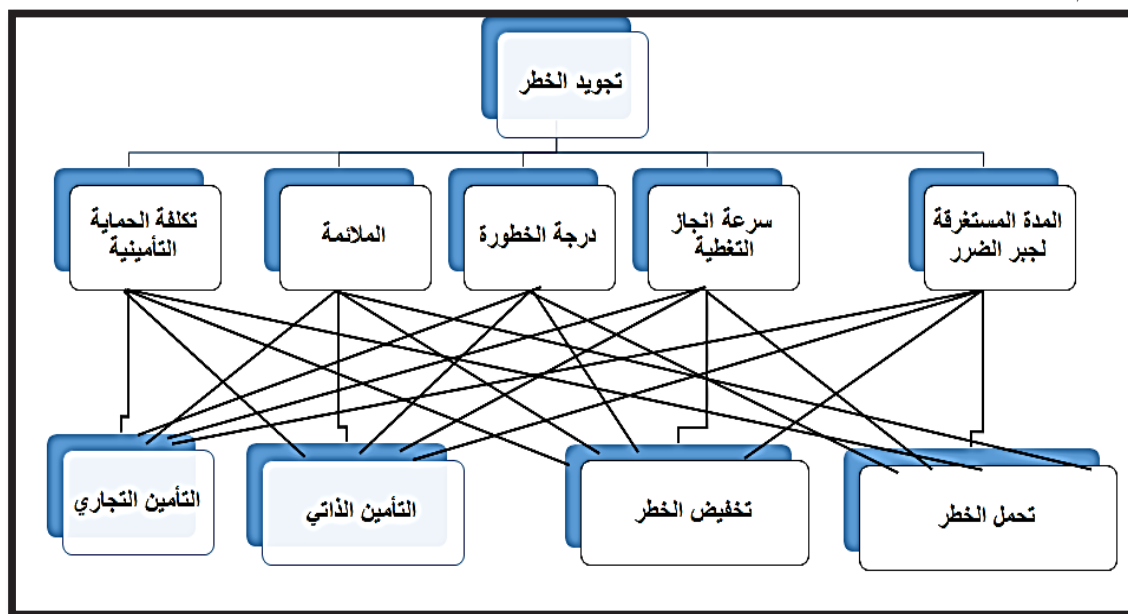 تجويد الخطر
المدة المستغرقة
لجبر الضرر
سرعة انجاز
التغطية
درجة الخطورة
الملائمة
تكلفة الحماية
التأمينية
تحمل الخطر
تخفيض الخطر
التأمين الذاتي
التأمين التجاري